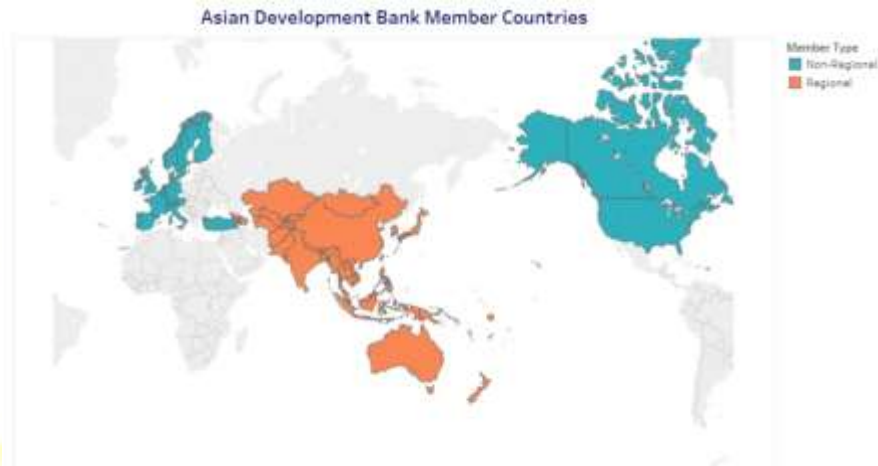 Asian Development Bank Member Countries
Member Type
Non-Regional
Regional